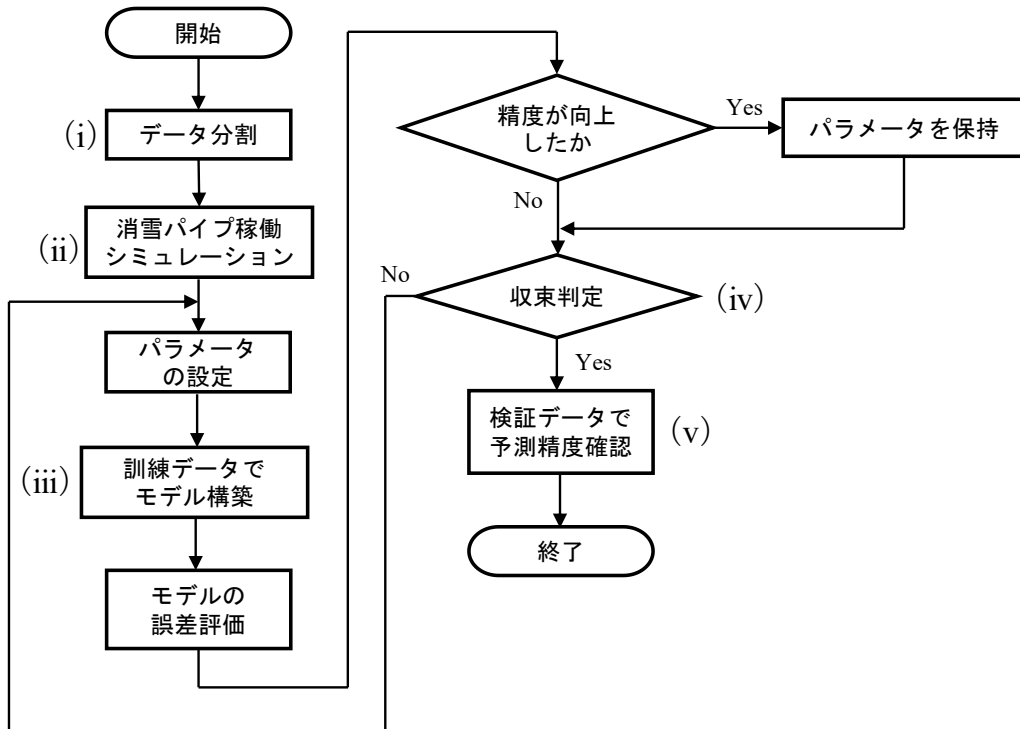 開始
(i)
データ分割
(ii)
消雪パイプ稼働
シミュレーション
パラメータ
の設定
(iii)
訓練データで
モデル構築
モデルの
誤差評価
精度が向上
したか
Yes
パラメータを保持
No
No
収束判定
(iv)
Yes
検証データで
予測精度確認
(v)
終了